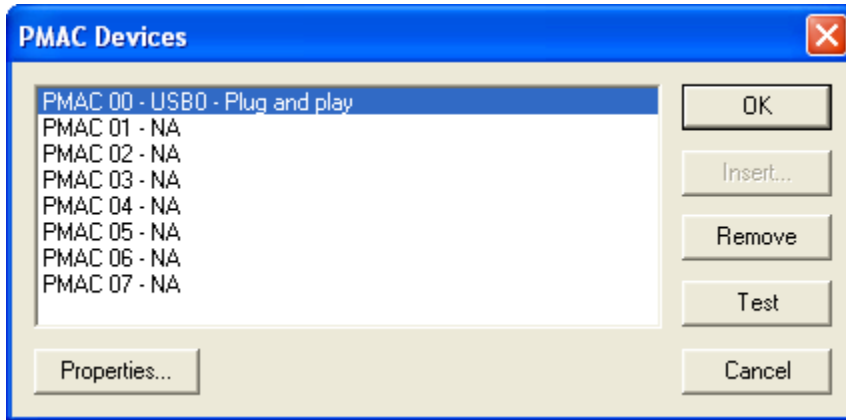 PMAC Devices
PMAC 00 - USB0 - Plug and play
PMAC 01 - NA
PMAC 02 - NA
PMAC 03 - NA
PMAC 04 - NA
PMAC 05 - NA
PMAC 06 - NA
PMAC 07 - NA
OK
Insert...
Remove
Test
Properties...
Cancel